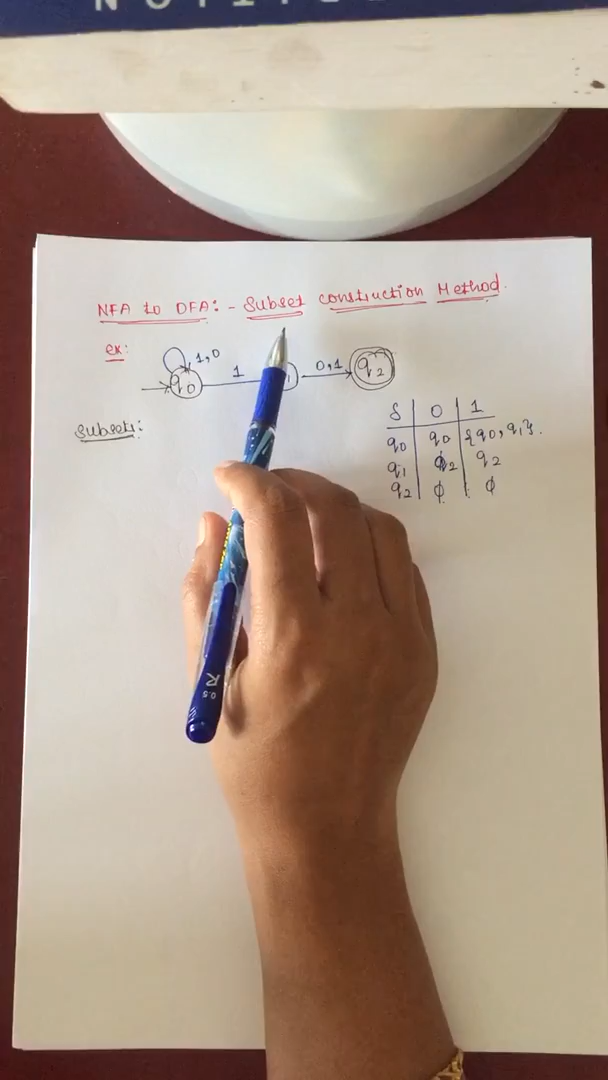 NFA to DFA:- Subset construction Method.
ex:
1,0
q0 1 0,1 q2
Subsets:
δ 0 1
q0 q0 {q0,q1}.
q1 q2 q2
q2 ϕ ϕ
0.5